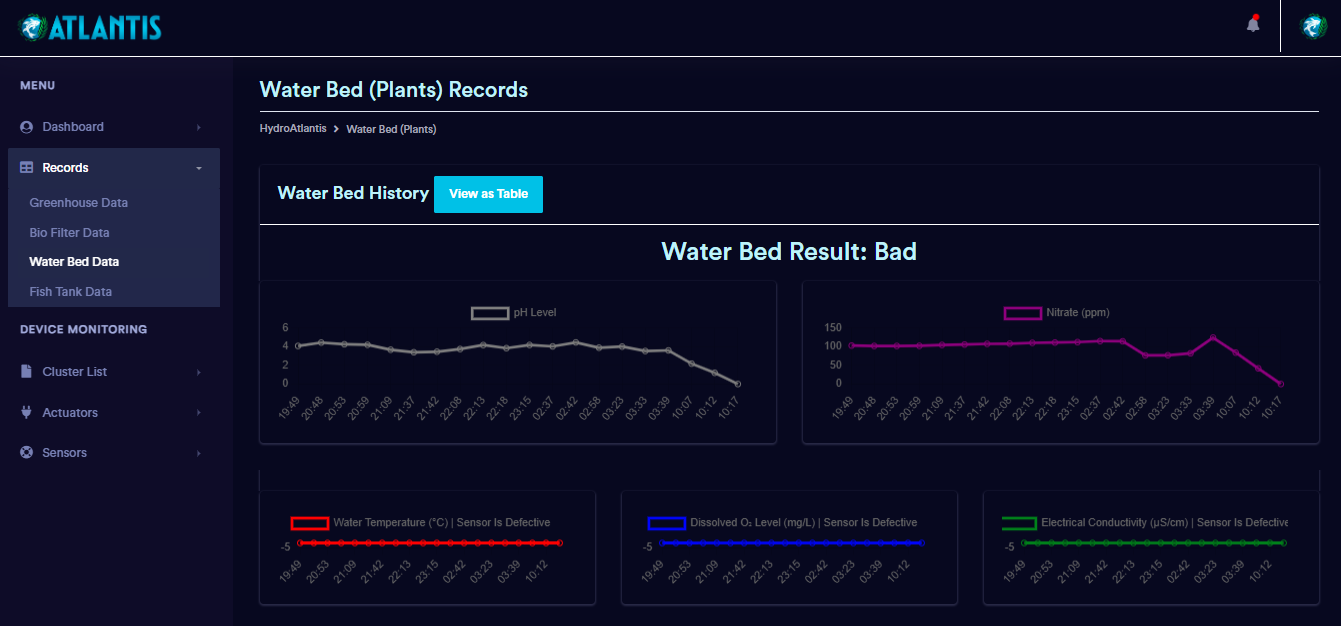 ATLANTIS
MENU
Dashboard
Records
Greenhouse Data
Bio Filter Data
Water Bed Data
Fish Tank Data
DEVICE MONITORING
Cluster List
Actuators
Sensors
Water Bed (Plants) Records
HydroAtlantis > Water Bed (Plants)
Water Bed History View as Table
Water Bed Result: Bad
pH Level
6
4
2
0
19:49 20:48 20:53 20:59 21:09 21:37 21:42 22:08 22:13 22:18 23:15 02:37 02:42 02:58 03:23 03:33 03:39 10:07 10:12 10:17
Nitrate (ppm)
150
100
50
0
19:49 20:48 20:53 20:59 21:09 21:37 21:42 22:08 22:13 22:18 23:15 02:37 02:42 02:58 03:23 03:33 03:39 10:07 10:12 10:17
Water Temperature (°C) | Sensor Is Defective
-5
19:49 20:53 21:09 21:42 22:13 23:15 02:42 03:23 03:39 10:12
Dissolved O₂ Level (mg/L) | Sensor Is Defective
-5
19:49 20:53 21:09 21:42 22:13 23:15 02:42 03:23 03:39 10:12
Electrical Conductivity (µS/cm) | Sensor Is Defective
-5
19:49 20:53 21:09 21:42 22:13 23:15 02:42 03:23 03:39 10:12